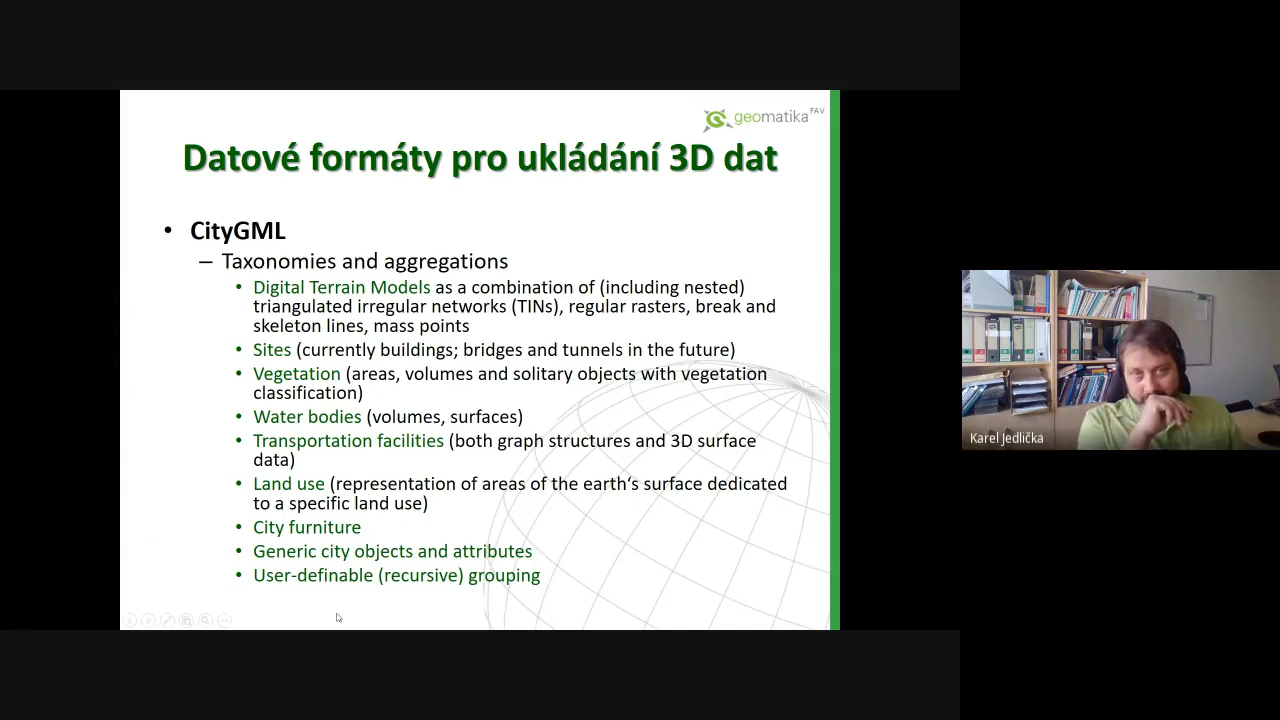 geomatika FAV
Datové formáty pro ukládání 3D dat
• CityGML
– Taxonomies and aggregations
• Digital Terrain Models as a combination of (including nested)
triangulated irregular networks (TINs), regular rasters, break and
skeleton lines, mass points
• Sites (currently buildings; bridges and tunnels in the future)
• Vegetation (areas, volumes and solitary objects with vegetation
classification)
• Water bodies (volumes, surfaces)
• Transportation facilities (both graph structures and 3D surface
data)
• Land use (representation of areas of the earth‘s surface dedicated
to a specific land use)
• City furniture
• Generic city objects and attributes
• User-definable (recursive) grouping
Karel Jedlička